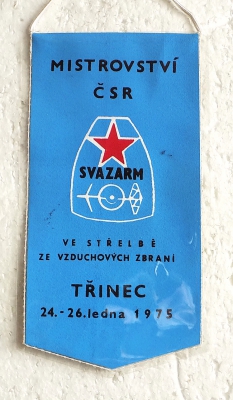 MISTROVSTVÍ
ČSR
SVAZARM
VE STŘELBĚ
ZE VZDUCHOVÝCH ZBRANÍ
TŘINEC
24.-26.ledna 1975